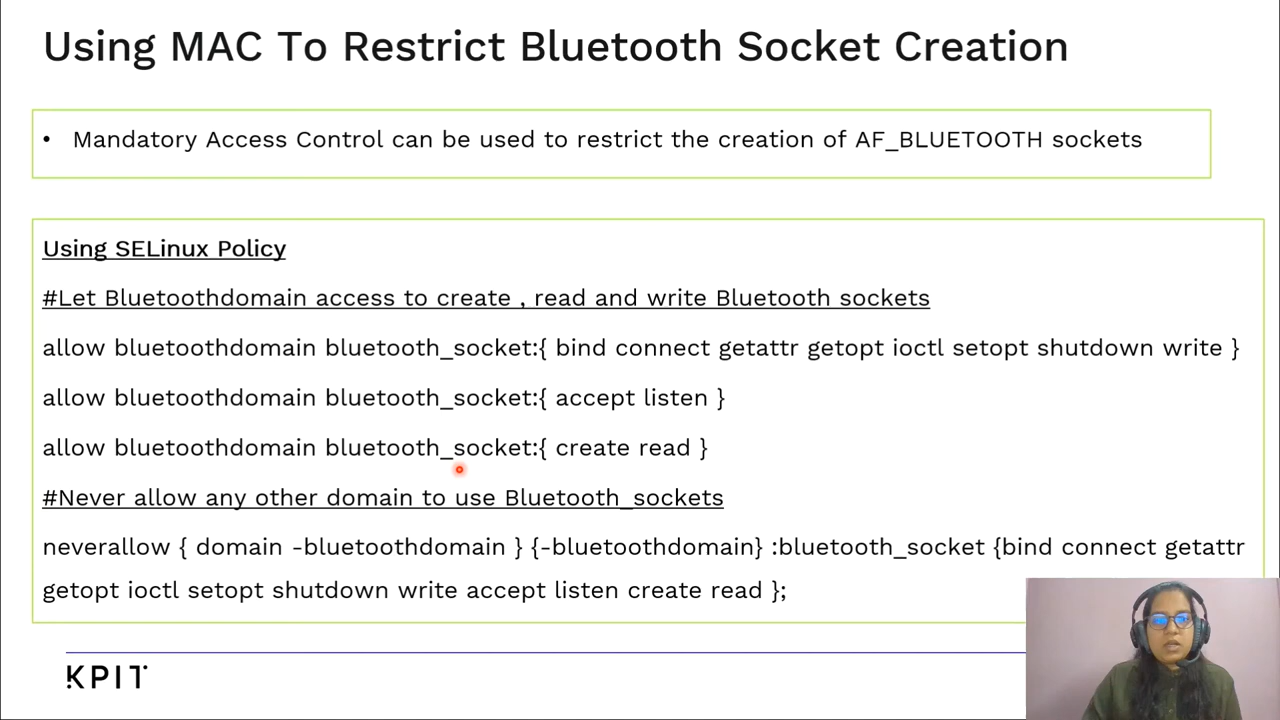 Using MAC To Restrict Bluetooth Socket Creation
• Mandatory Access Control can be used to restrict the creation of AF_BLUETOOTH sockets
Using SELinux Policy
#Let Bluetoothdomain access to create , read and write Bluetooth sockets
allow bluetoothdomain bluetooth_socket:{ bind connect getattr getopt ioctl setopt shutdown write }
allow bluetoothdomain bluetooth_socket:{ accept listen }
allow bluetoothdomain bluetooth_socket:{ create read }
#Never allow any other domain to use Bluetooth_sockets
neverallow { domain -bluetoothdomain } {-bluetoothdomain} :bluetooth_socket {bind connect getattr
getopt ioctl setopt shutdown write accept listen create read };
KPIT